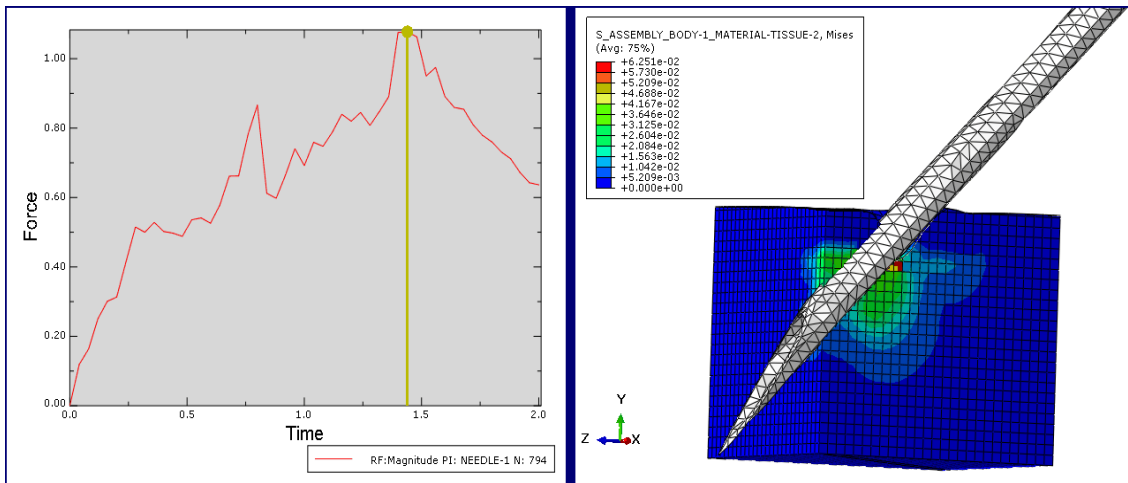 1.00
0.80
0.60
0.40
0.20
0.00
0.0
0.5
1.0
1.5
2.0
Force
Time
RF:Magnitude PI: NEEDLE-1 N: 794
S_ASSEMBLY_BODY-1_MATERIAL-TISSUE-2, Mises
(Avg: 75%)
+6.251e-02
+5.730e-02
+5.209e-02
+4.688e-02
+4.167e-02
+3.646e-02
+3.125e-02
+2.604e-02
+2.084e-02
+1.563e-02
+1.042e-02
+5.209e-03
+0.000e+00
Y
Z
X